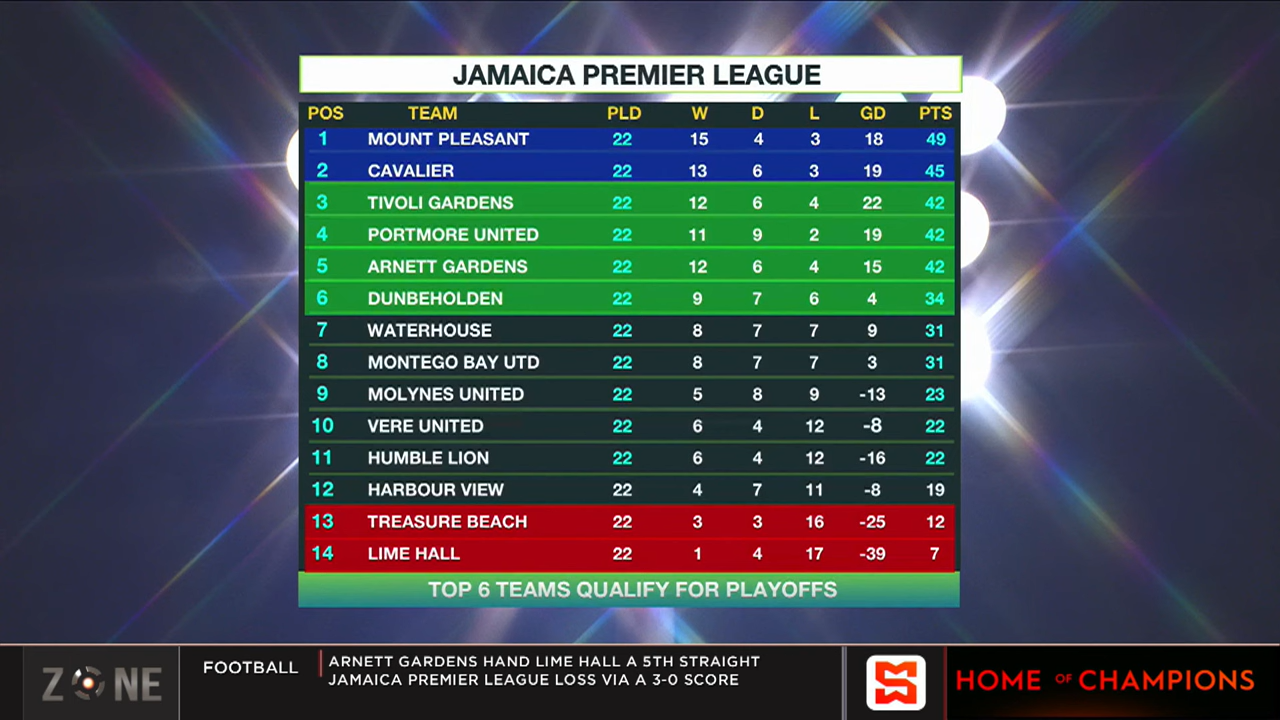 JAMAICA PREMIER LEAGUE
POS TEAM PLD W D L GD PTS
1 MOUNT PLEASANT 22 15 4 3 18 49
2 CAVALIER 22 13 6 3 19 45
3 TIVOLI GARDENS 22 12 6 4 22 42
4 PORTMORE UNITED 22 11 9 2 19 42
5 ARNETT GARDENS 22 12 6 4 15 42
6 DUNBEHOLDEN 22 9 7 6 4 34
7 WATERHOUSE 22 8 7 7 9 31
8 MONTEGO BAY UTD 22 8 7 7 3 31
9 MOLYNES UNITED 22 5 8 9 -13 23
10 VERE UNITED 22 6 4 12 -8 22
11 HUMBLE LION 22 6 4 12 -16 22
12 HARBOUR VIEW 22 4 7 11 -8 19
13 TREASURE BEACH 22 3 3 16 -25 12
14 LIME HALL 22 1 4 17 -39 7
TOP 6 TEAMS QUALIFY FOR PLAYOFFS
ZONE
FOOTBALL
ARNETT GARDENS HAND LIME HALL A 5TH STRAIGHT
JAMAICA PREMIER LEAGUE LOSS VIA A 3-0 SCORE
HOME OF CHAMPIONS